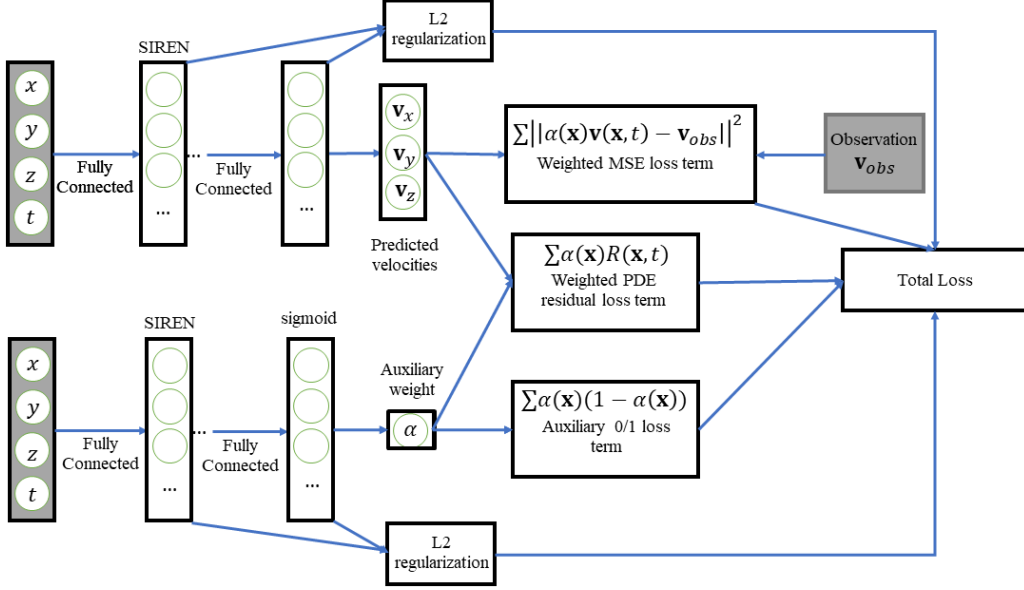 L2
regularization
SIREN
x
y
z
t
Fully
Connected
...
...
Fully
Connected
...
𝐯ₓ
𝐯ᵧ
𝐯_z
Predicted
velocities
∑||α(𝐱)𝐯(𝐱, t) − 𝐯_obs||²
Weighted MSE loss term
Observation
𝐯_obs
∑α(𝐱)R(𝐱, t)
Weighted PDE
residual loss term
Total Loss
SIREN
sigmoid
x
y
z
t
Fully
Connected
...
...
Fully
Connected
...
Auxiliary
weight
α
∑α(𝐱)(1 − α(𝐱))
Auxiliary 0/1 loss
term
L2
regularization